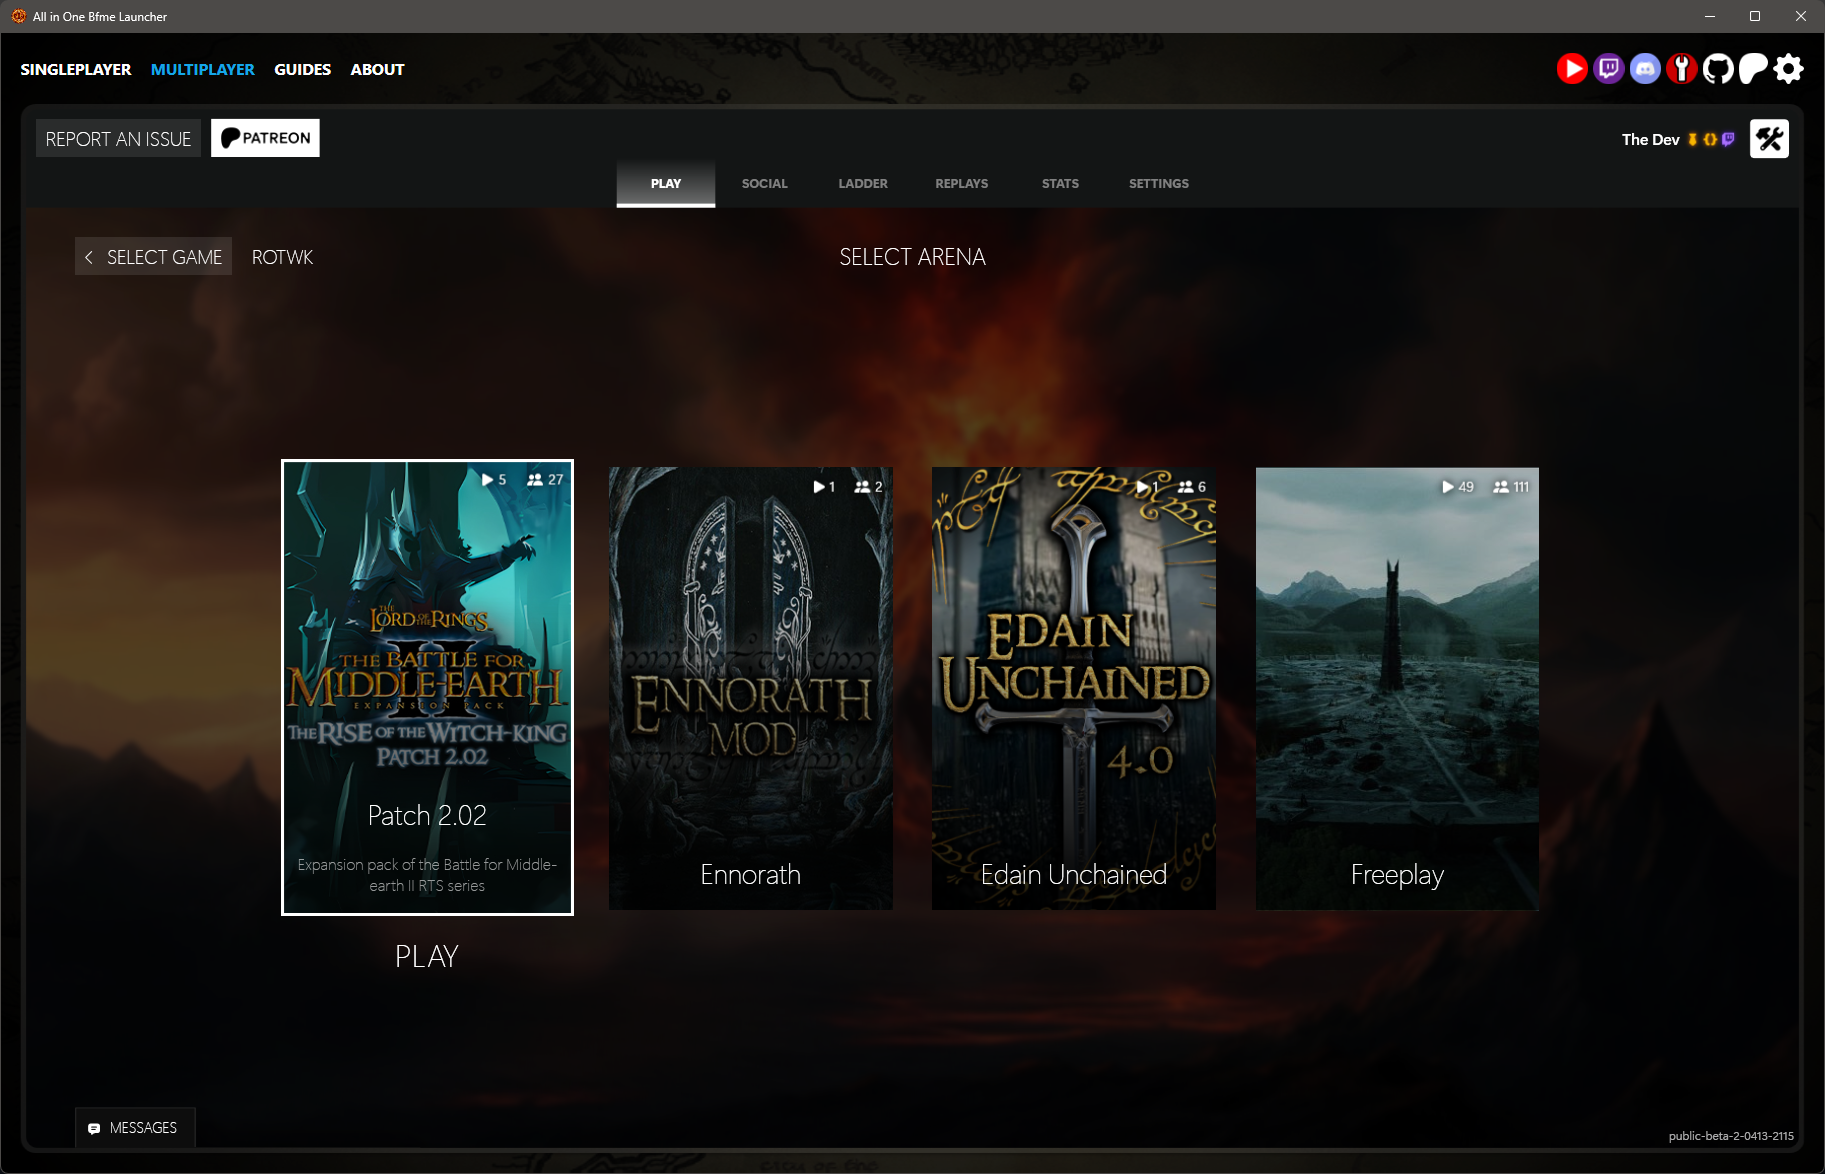 All in One Bfme Launcher
SINGLEPLAYER MULTIPLAYER GUIDES ABOUT
REPORT AN ISSUE PATREON
The Dev
PLAY SOCIAL LADDER REPLAYS STATS SETTINGS
SELECT GAME ROTWK
SELECT ARENA
5 27
THE
LORD OF THE RINGS
II
THE BATTLE FOR
MIDDLE-EARTH
EXPANSION PACK
THE RISE OF THE WITCH-KING
PATCH 2.02
Patch 2.02
Expansion pack of the Battle for Middle-
earth II RTS series
PLAY
1 2
ENNORATH
MOD
Ennorath
1 6
EDAIN
UNCHAINED
4.0
Edain Unchained
49 111
Freeplay
MESSAGES
public-beta-2-0413-2115